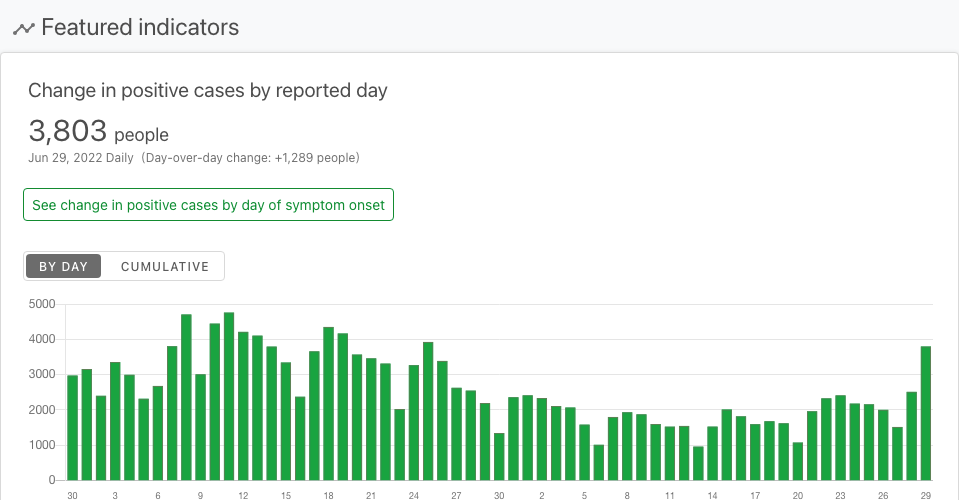 Featured indicators
Change in positive cases by reported day
3,803 people
Jun 29, 2022 Daily (Day-over-day change: +1,289 people)
See change in positive cases by day of symptom onset
BY DAY CUMULATIVE
5000
4000
3000
2000
1000
0
30 3 6 9 12 15 18 21 24 27 30 2 5 8 11 14 17 20 23 26 29